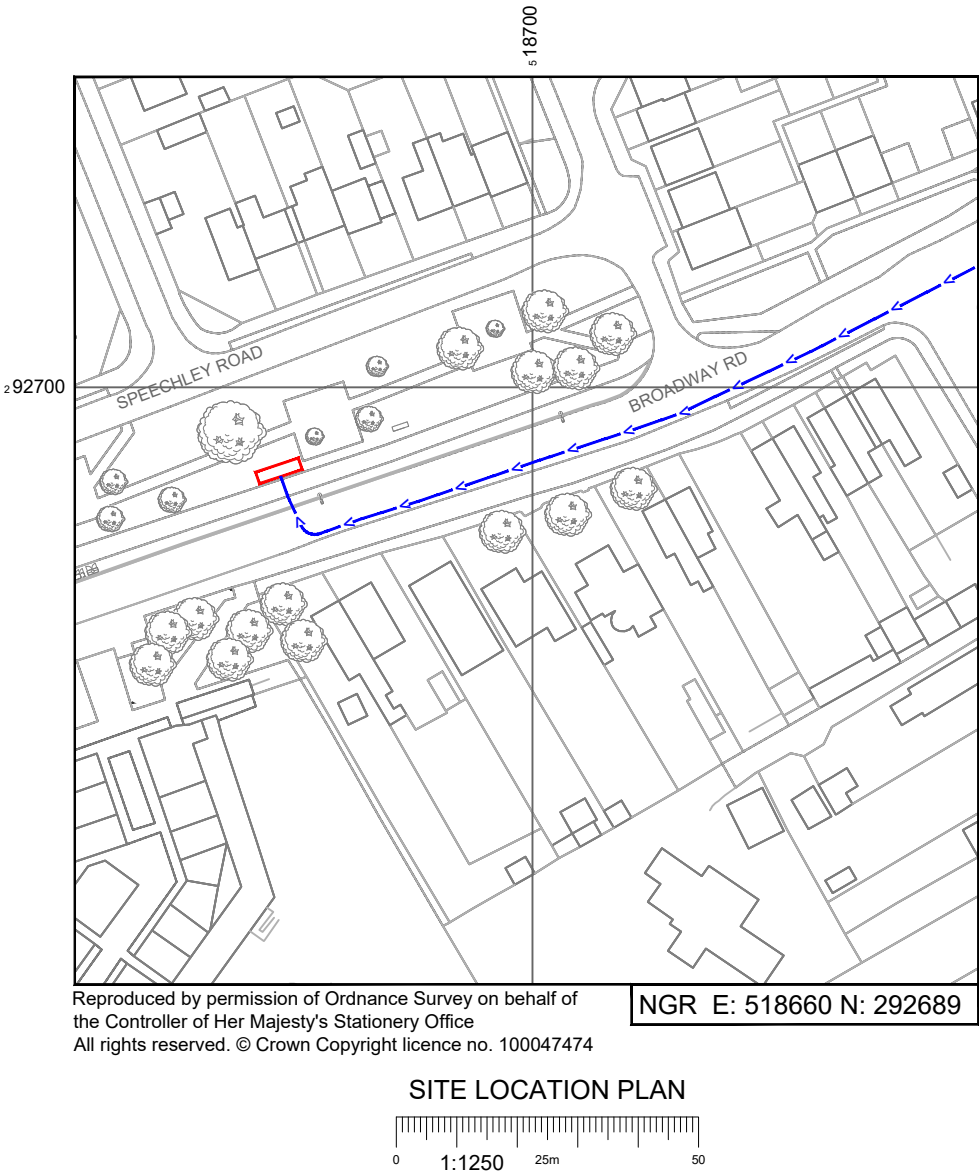 518700
SPEECHLEY ROAD
BROADWAY RD
292700
Reproduced by permission of Ordnance Survey on behalf of
the Controller of Her Majesty's Stationery Office
All rights reserved. © Crown Copyright licence no. 100047474
NGR E: 518660 N: 292689
SITE LOCATION PLAN
0 1:1250 25m 50